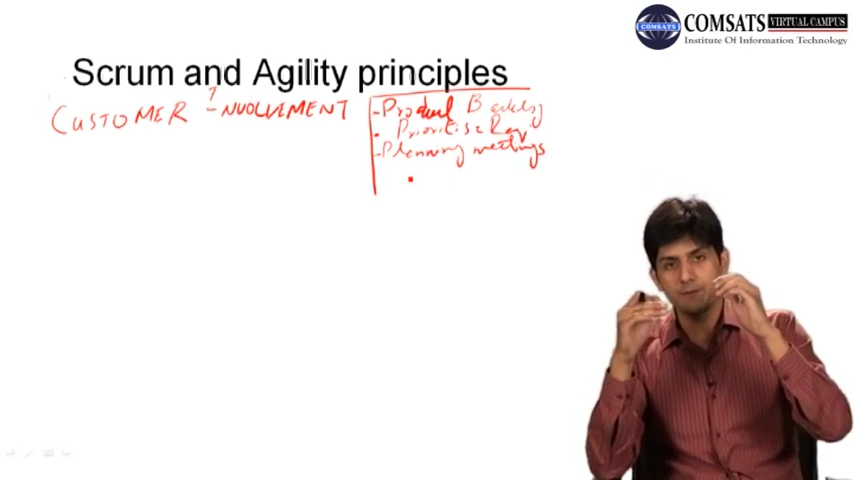 COMSATS VIRTUAL CAMPUS
COMSATS
Institute Of Information Technology
Scrum and Agility principles
CUSTOMER INVOLVEMENT
- Product Backlog
Prioritise Req
- Planning meetings